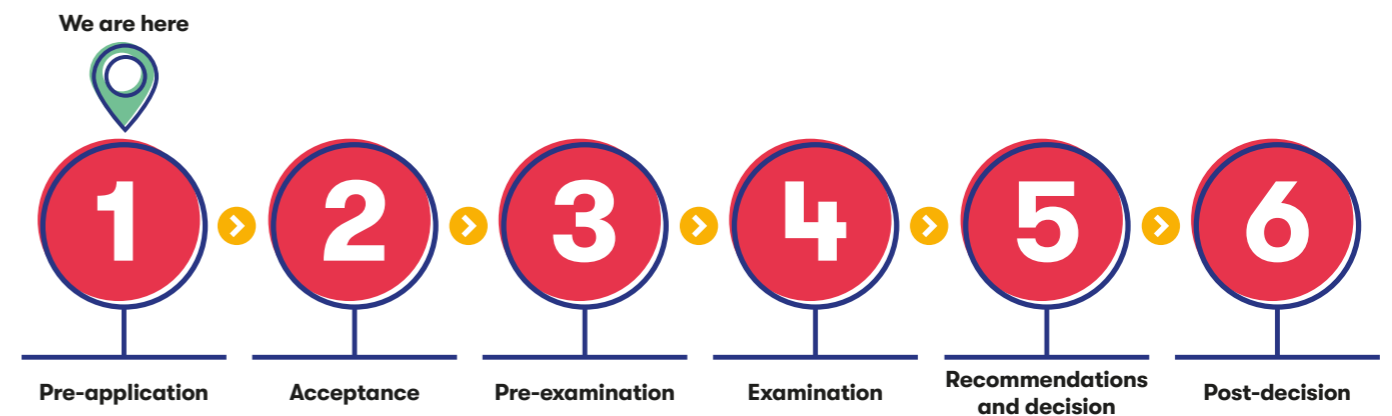 We are here
1
2
3
4
5
6
Pre-application
Acceptance
Pre-examination
Examination
Recommendations
and decision
Post-decision